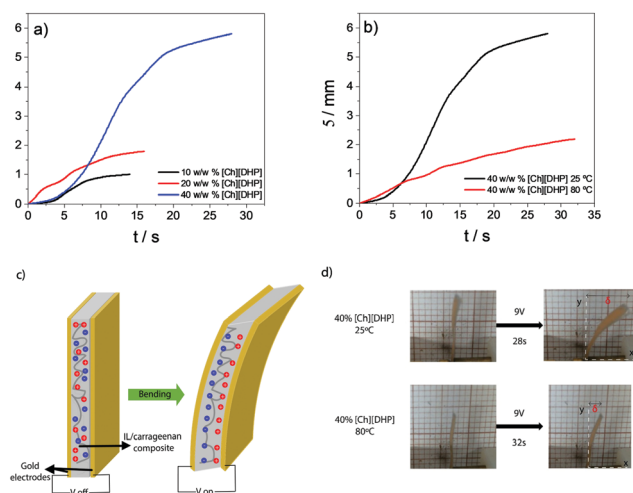 a)
6
5
4
3
2
1
0
10 w/w % [Ch][DHP]
20 w/w % [Ch][DHP]
40 w/w % [Ch][DHP]
0 5 10 15 20 25 30
t / s
b)
δ / mm
6
5
4
3
2
1
0
40 w/w % [Ch][DHP] 25 ºC
40 w/w % [Ch][DHP] 80 ºC
0 5 10 15 20 25 30 35
t / s
c)
Bending
IL/carrageenan
composite
Gold
electrodes
V off
V on
d)
40% [Ch][DHP]
25ºC
9V
28s
y
δ
x
40% [Ch][DHP]
80ºC
9V
32s
y
δ
x